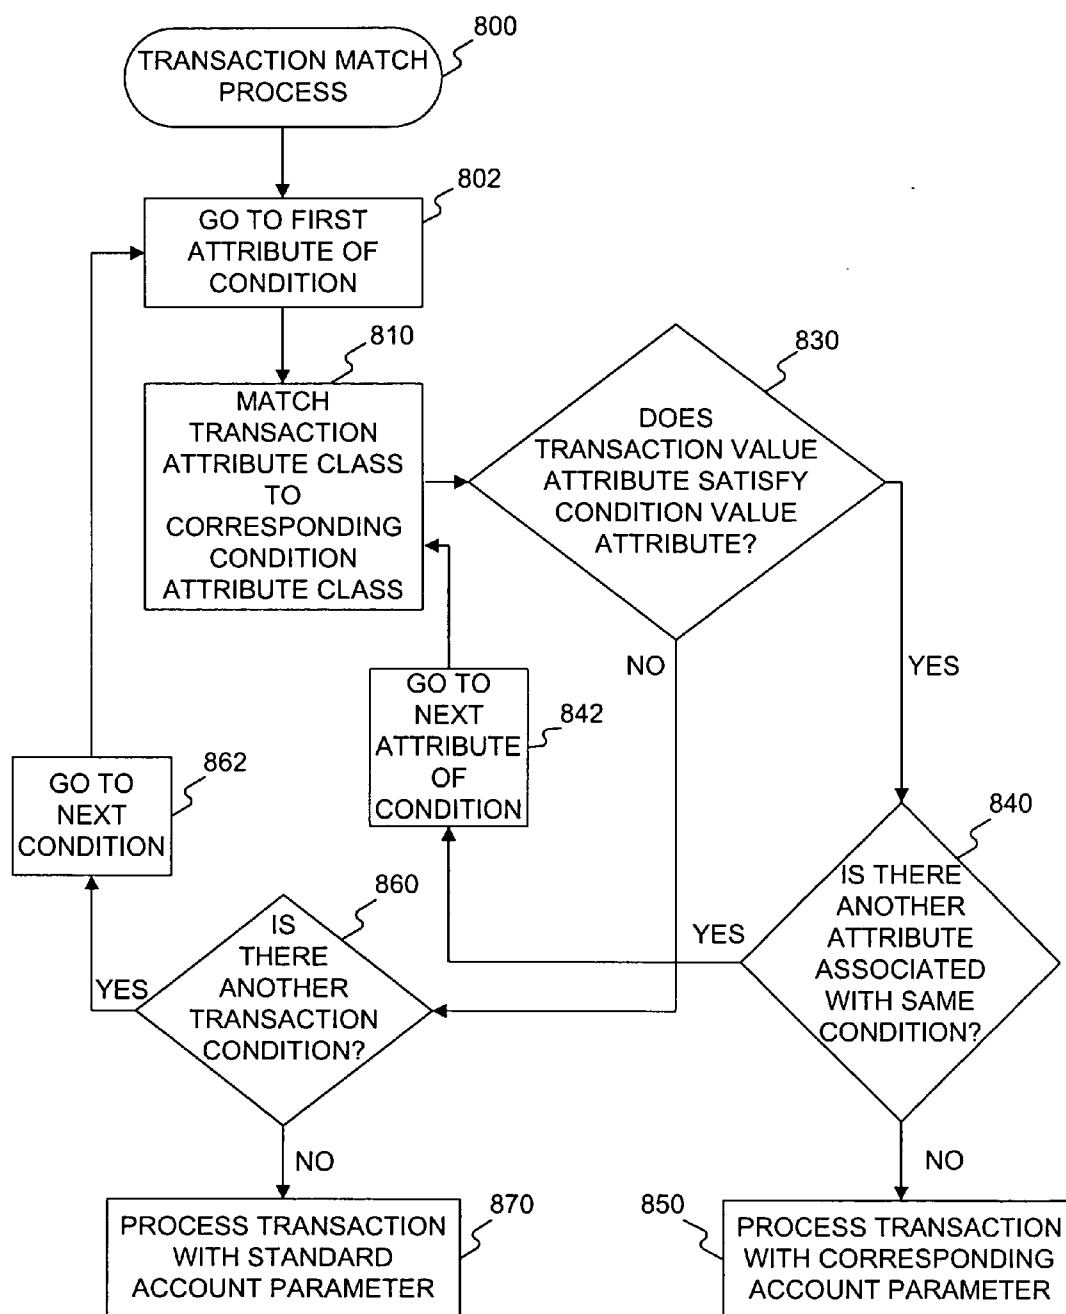 800
TRANSACTION MATCH
PROCESS
802
GO TO FIRST
ATTRIBUTE OF
CONDITION
810
MATCH
TRANSACTION
ATTRIBUTE CLASS
TO
CORRESPONDING
CONDITION
ATTRIBUTE CLASS
830
DOES
TRANSACTION VALUE
ATTRIBUTE SATISFY
CONDITION VALUE
ATTRIBUTE?
NO
YES
GO TO
NEXT
ATTRIBUTE
OF
CONDITION
842
862
GO TO
NEXT
CONDITION
840
IS THERE
ANOTHER
ATTRIBUTE
ASSOCIATED
WITH SAME
CONDITION?
YES
860
IS
THERE
ANOTHER
TRANSACTION
CONDITION?
YES
NO
NO
870
PROCESS TRANSACTION
WITH STANDARD
ACCOUNT PARAMETER
850
PROCESS TRANSACTION
WITH CORRESPONDING
ACCOUNT PARAMETER